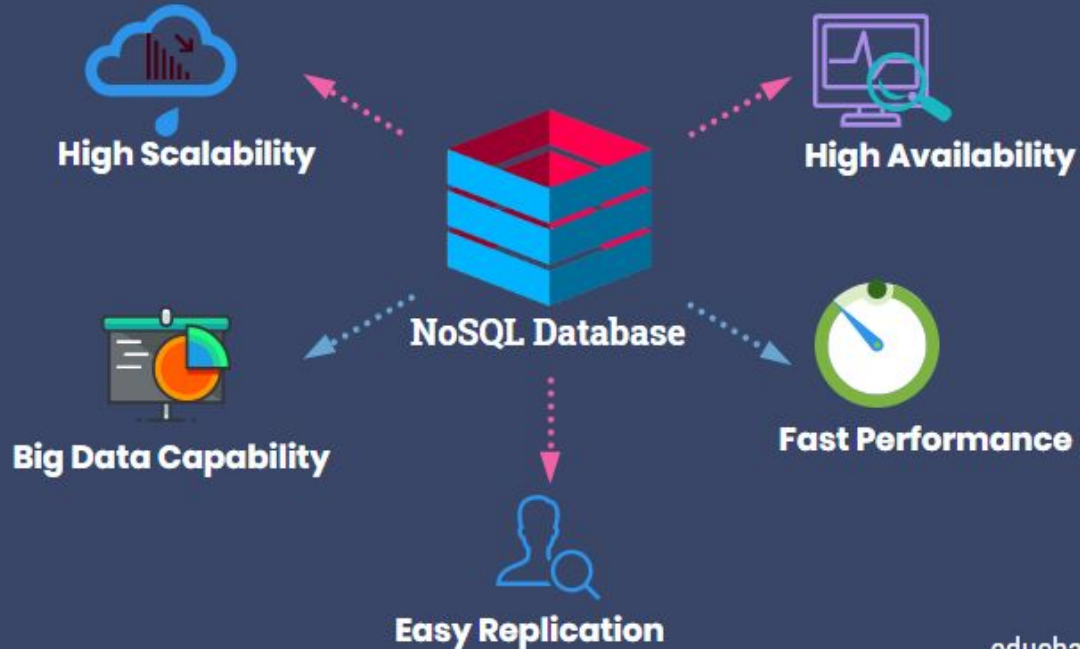 High Scalability
High Availability
NoSQL Database
Big Data Capability
Fast Performance
Easy Replication